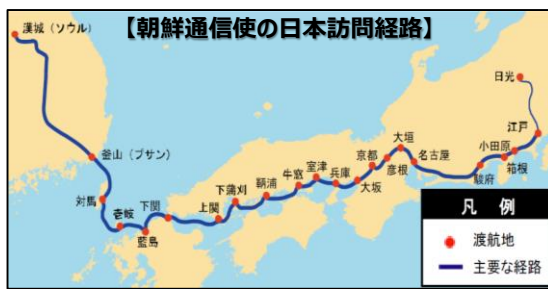 【朝鮮通信使の日本訪問経路】
漢城（ソウル）
釜山（プサン）
対馬
壱岐
藍島
下関
上関
下蒲刈
鞆浦
牛窓
室津
兵庫
大坂
京都
彦根
大垣
名古屋
駿府
小田原
箱根
江戸
日光
凡 例
渡航地
主要な経路